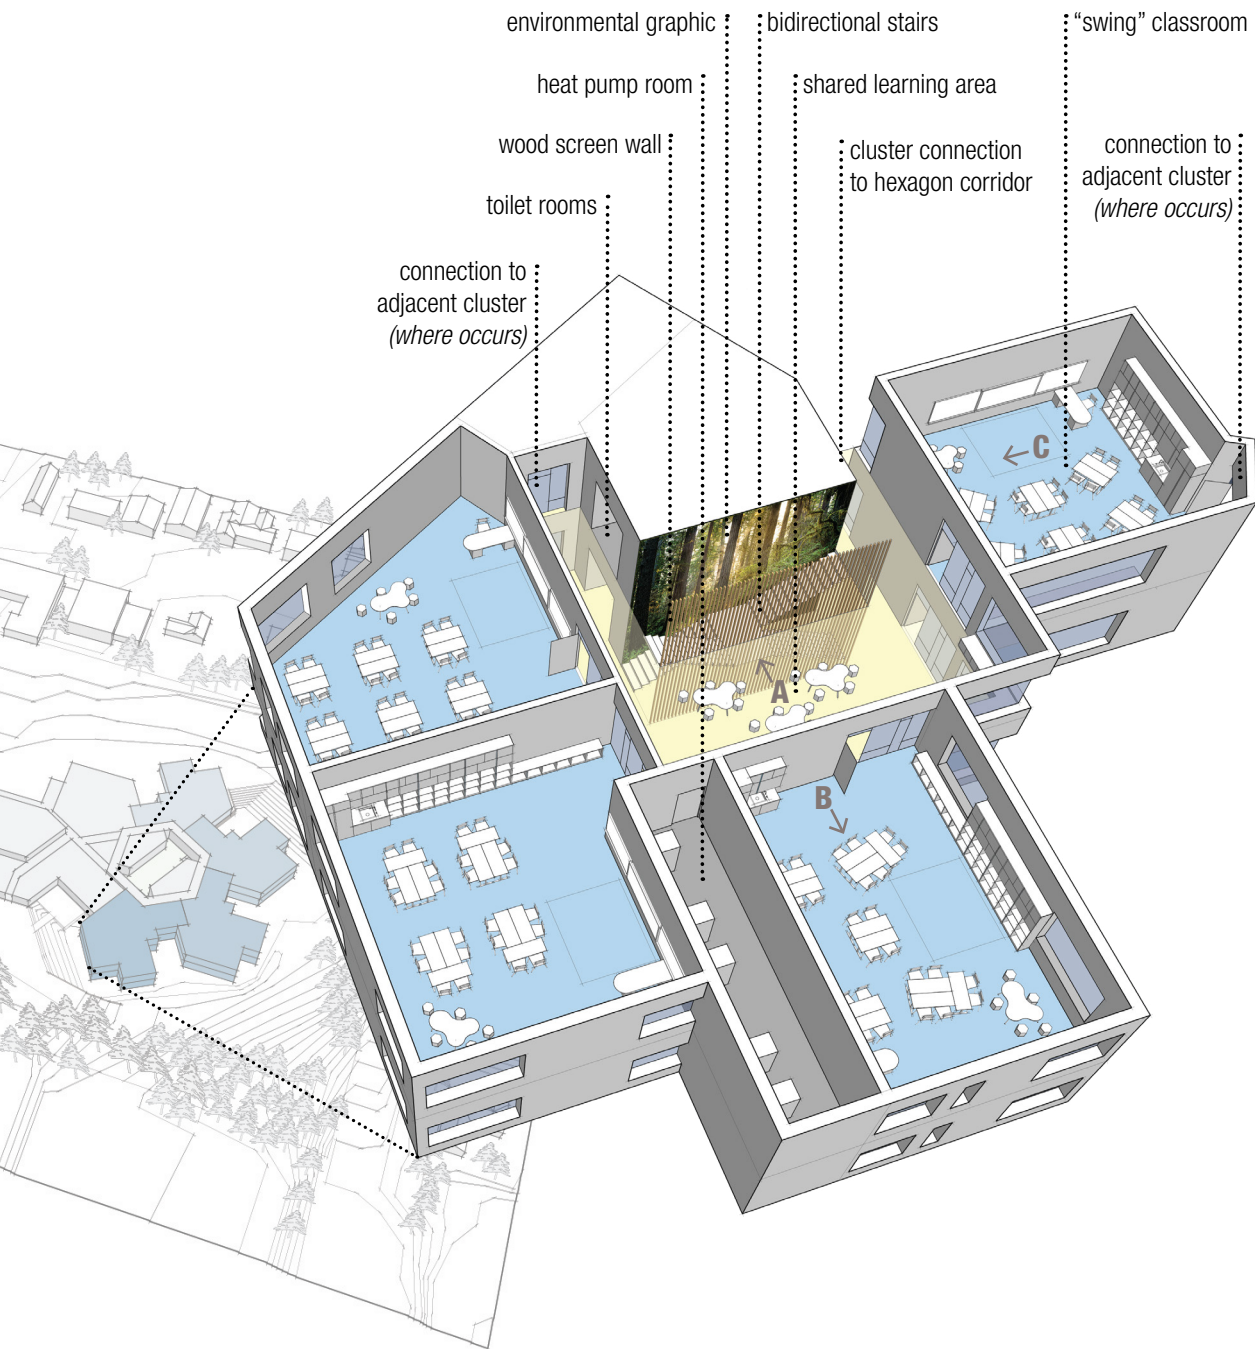 environmental graphic
bidirectional stairs
“swing” classroom
heat pump room
shared learning area
wood screen wall
cluster connection
to hexagon corridor
connection to
adjacent cluster
(where occurs)
toilet rooms
connection to
adjacent cluster
(where occurs)
C
A
B